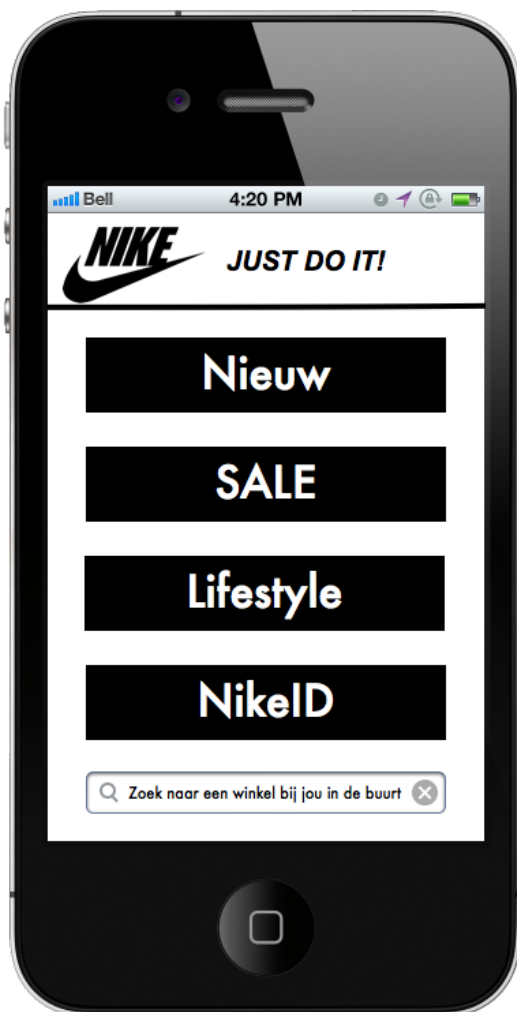 Bell 4:20 PM
NIKE
JUST DO IT!
Nieuw
SALE
Lifestyle
NikeID
Zoek naar een winkel bij jou in de buurt